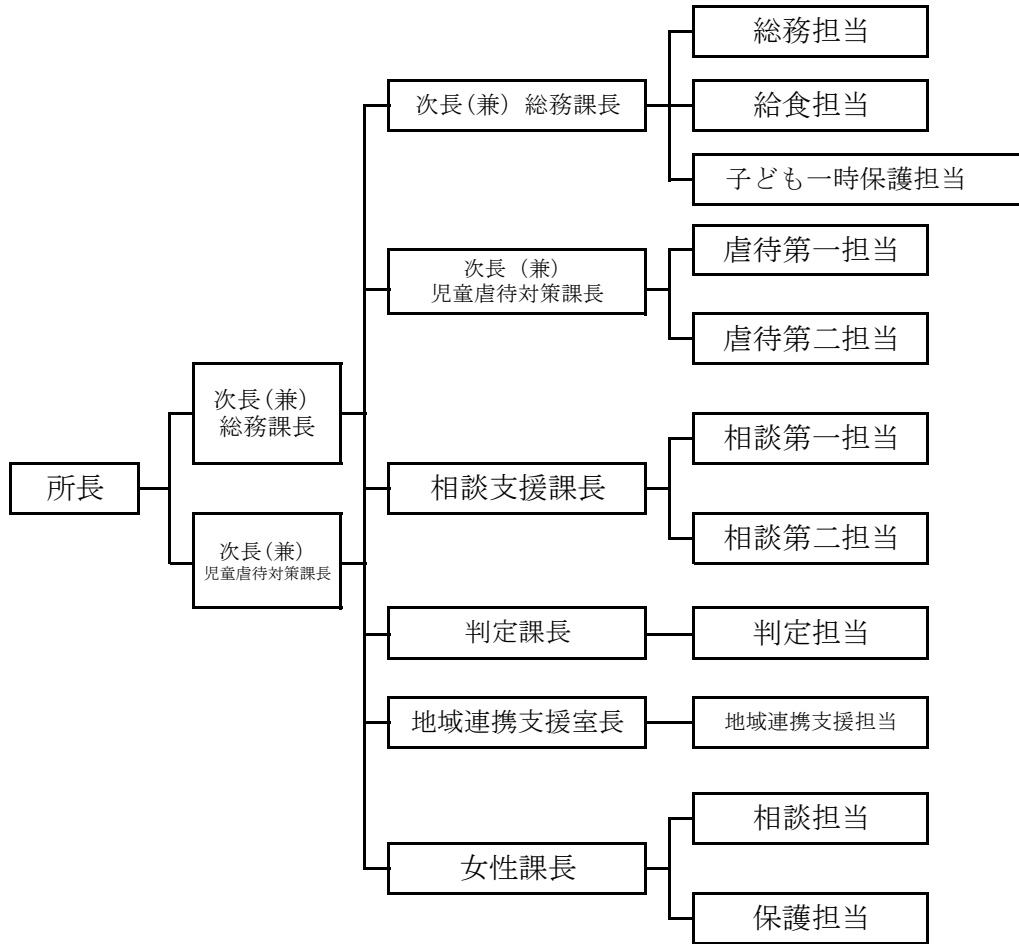 所長
次長(兼)
総務課長
次長(兼)
児童虐待対策課長
次長(兼) 総務課長
総務担当
給食担当
子ども一時保護担当
次長 (兼)
児童虐待対策課長
虐待第一担当
虐待第二担当
相談支援課長
相談第一担当
相談第二担当
判定課長
判定担当
地域連携支援室長
地域連携支援担当
女性課長
相談担当
保護担当